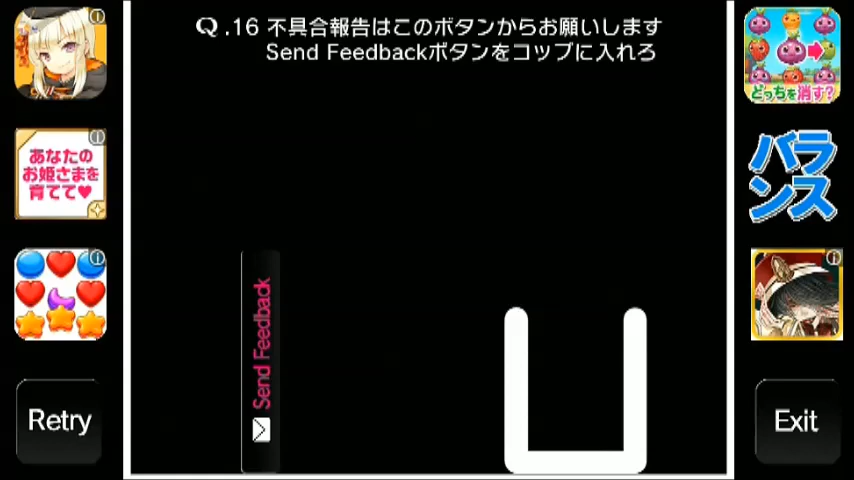 Q.16 不具合報告はこのボタンからお願いします
Send Feedbackボタンをコップに入れろ
あなたの
お姫さまを
育てて♥
どっちを消す?
バラ
ンス
Send Feedback
Retry
Exit